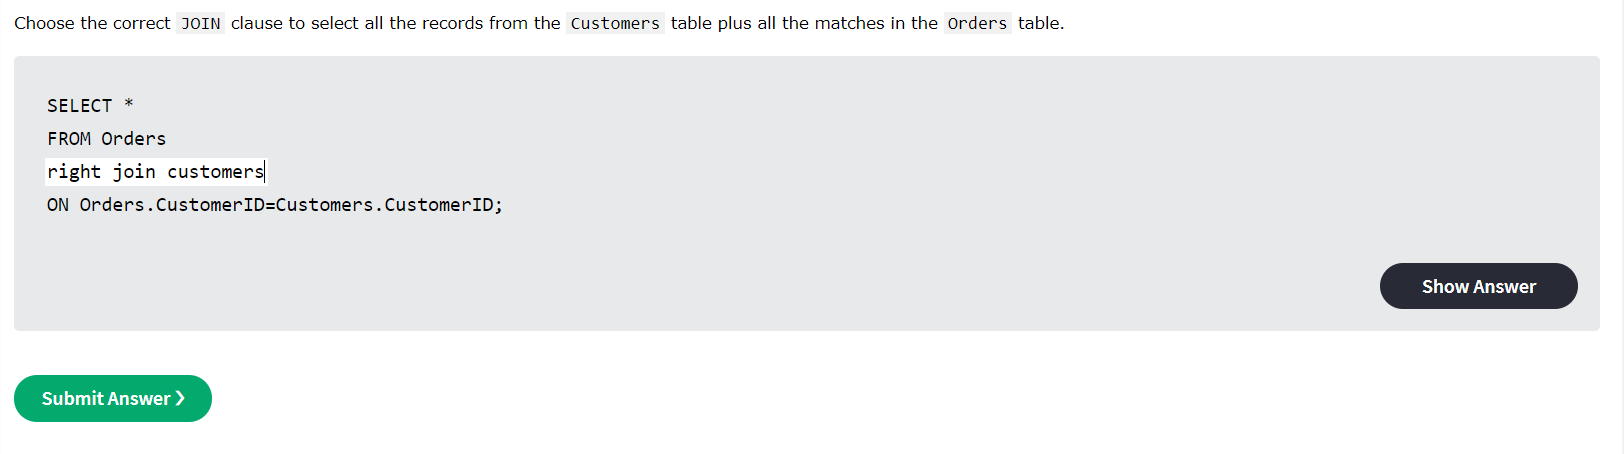 Choose the correct JOIN clause to select all the records from the Customers table plus all the matches in the Orders table.
SELECT *
FROM Orders
right join customers
ON Orders.CustomerID=Customers.CustomerID;
Show Answer
Submit Answer ❯